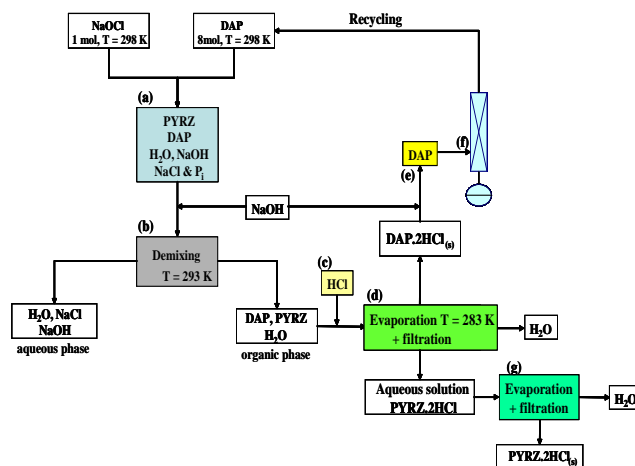 NaOCl
1 mol, T = 298 K
DAP
8mol, T = 298 K
Recycling
(a)
PYRZ
DAP
H₂O, NaOH
NaCl & Pᵢ
(f)
DAP
(e)
NaOH
(b)
Demixing
T = 293 K
DAP.2HCl₍ₛ₎
(c)
HCl
(d)
H₂O, NaCl
NaOH
aqueous phase
DAP, PYRZ
H₂O
organic phase
Evaporation T = 283 K
+ filtration
H₂O
(g)
Aqueous solution
PYRZ.2HCl
Evaporation
+ filtration
H₂O
PYRZ.2HCl₍ₛ₎